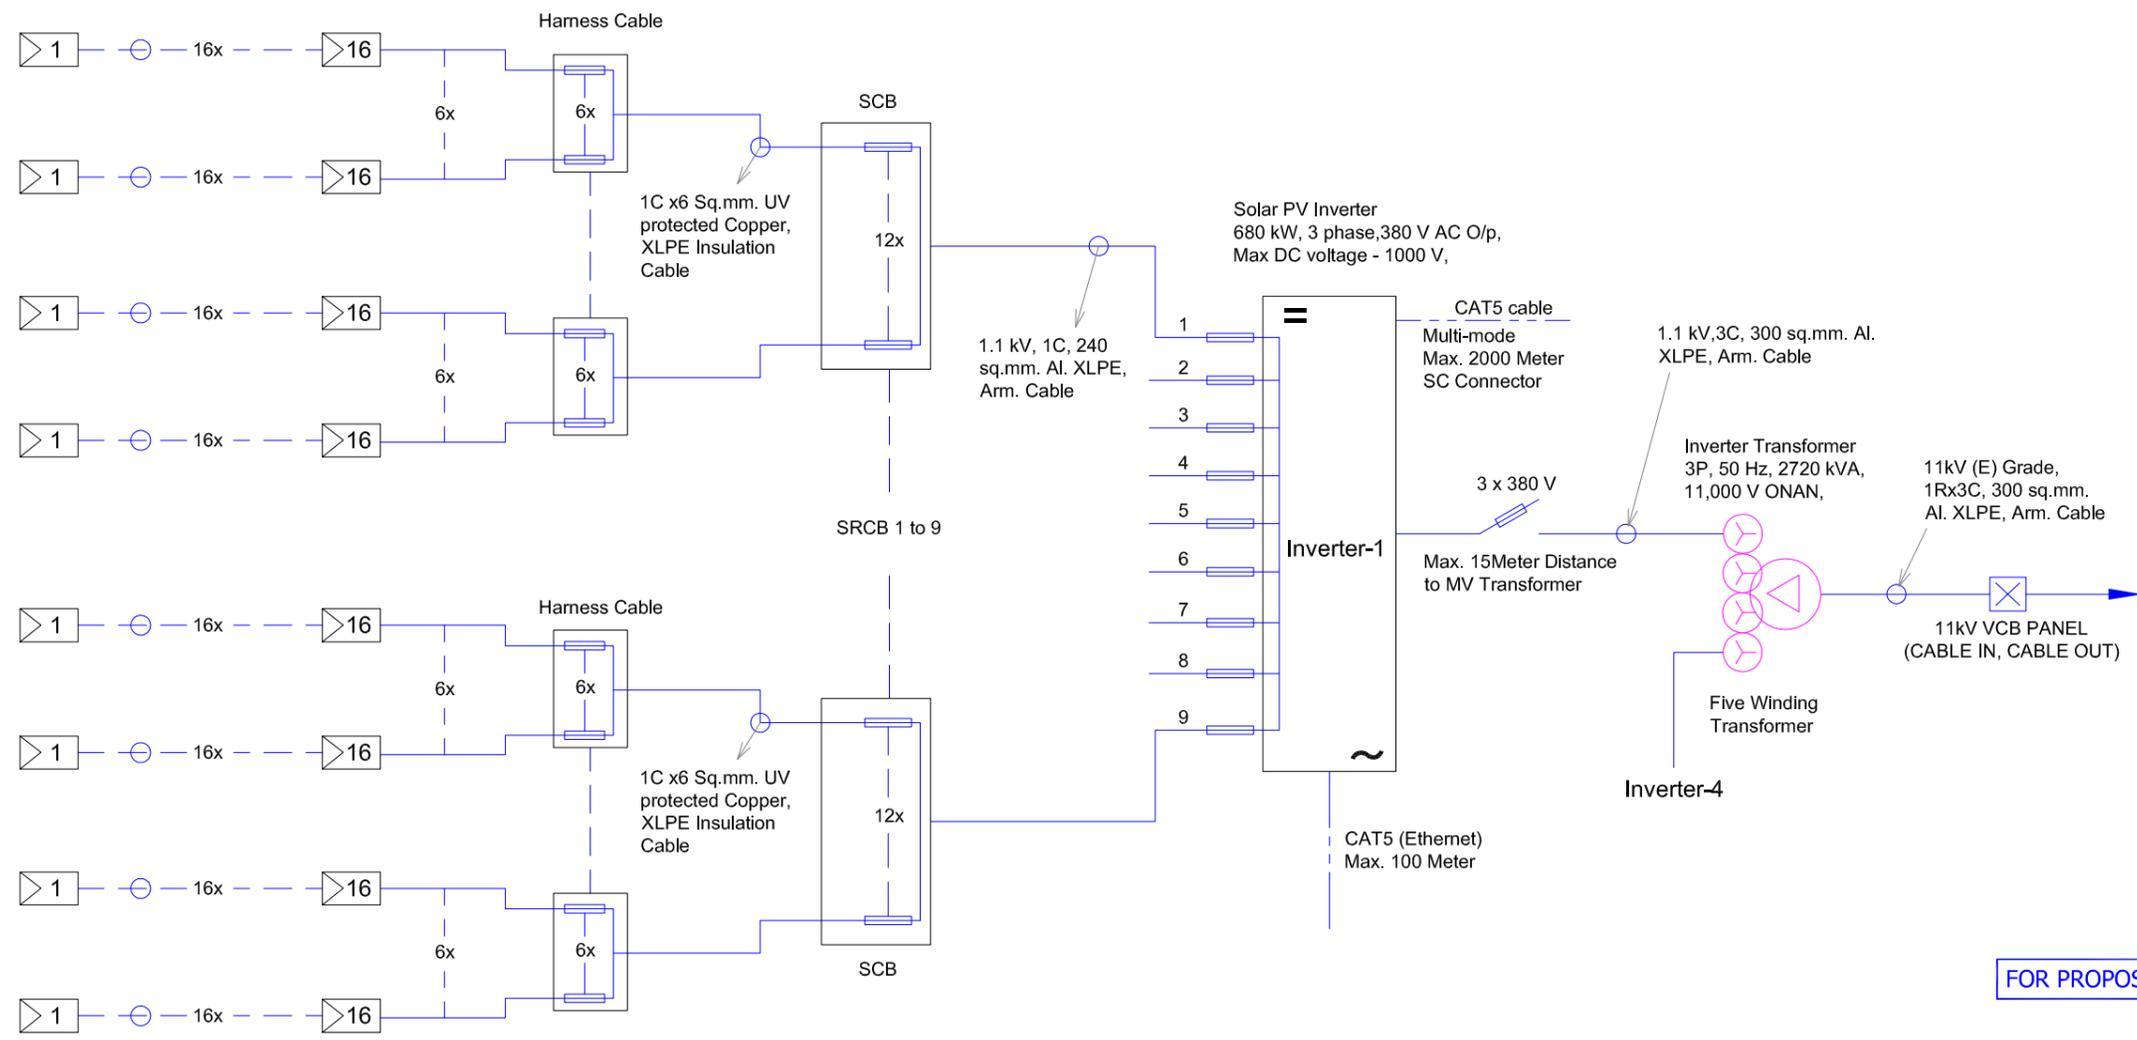 Harness Cable
1
16x
16
6x
6x
1
16x
16
SCB
12x
1C x6 Sq.mm. UV
protected Copper,
XLPE Insulation
Cable
1
16x
16
6x
6x
1
16x
16
1.1 kV, 1C, 240
sq.mm. Al. XLPE,
Arm. Cable
SRCB 1 to 9
Harness Cable
1
16x
16
6x
6x
1
16x
16
1C x6 Sq.mm. UV
protected Copper,
XLPE Insulation
Cable
12x
SCB
1
16x
16
6x
6x
1
16x
16
Solar PV Inverter
680 kW, 3 phase,380 V AC O/p,
Max DC voltage - 1000 V,
=
1
2
3
4
5
6
7
8
9
Inverter-1
~
CAT5 cable
Multi-mode
Max. 2000 Meter
SC Connector
3 x 380 V
Max. 15Meter Distance
to MV Transformer
CAT5 (Ethernet)
Max. 100 Meter
1.1 kV,3C, 300 sq.mm. Al.
XLPE, Arm. Cable
Inverter Transformer
3P, 50 Hz, 2720 kVA,
11,000 V ONAN,
Five Winding
Transformer
Inverter-4
11kV (E) Grade,
1Rx3C, 300 sq.mm.
Al. XLPE, Arm. Cable
11kV VCB PANEL
(CABLE IN, CABLE OUT)
FOR PROPOS